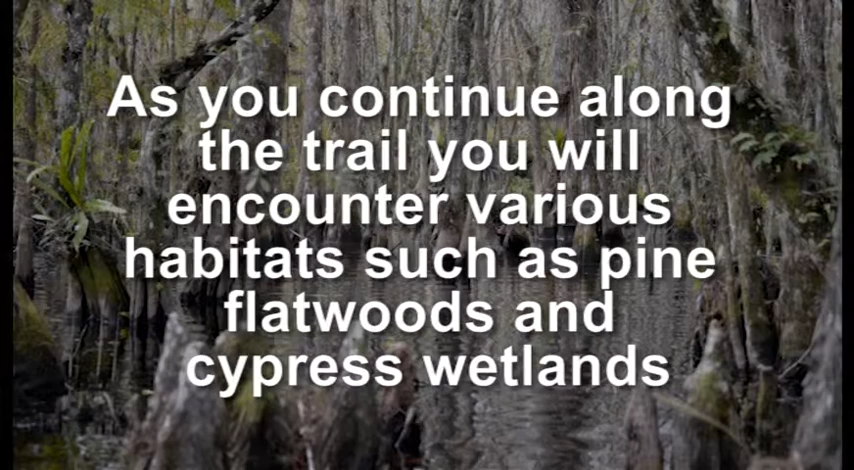 As you continue along
the trail you will
encounter various
habitats such as pine
flatwoods and
cypress wetlands